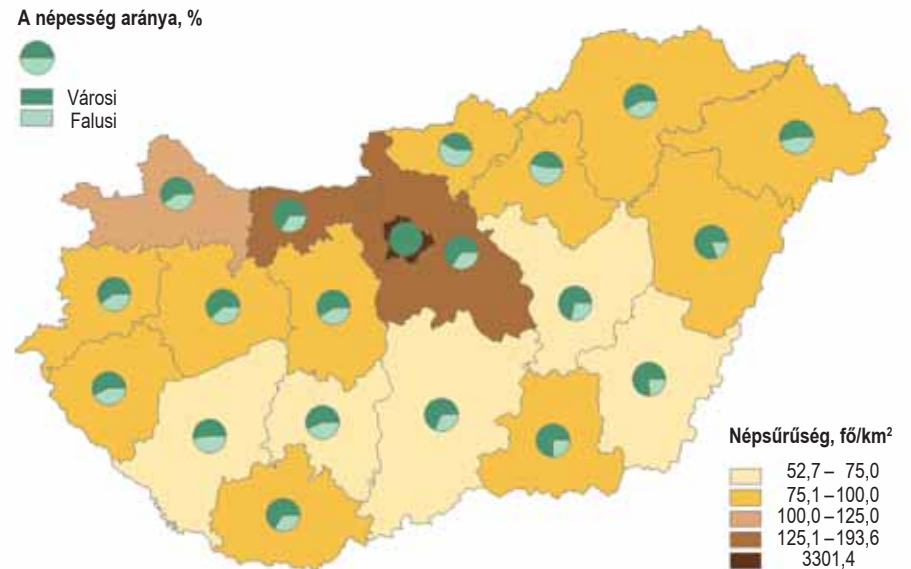 A népesség aránya, %
Városi
Falusi
Népsűrűség, fő/km²
52,7 – 75,0
75,1 – 100,0
100,0 – 125,0
125,1 – 193,6
3301,4